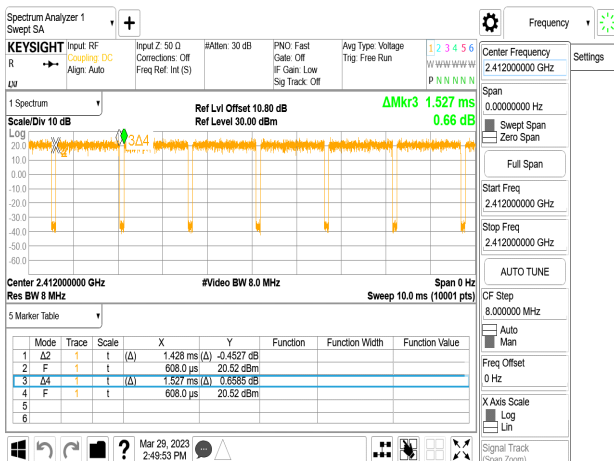 Spectrum Analyzer 1
Swept SA
Frequency
KEYSIGHT
R
LXI
Input: RF
Coupling: DC
Align: Auto
Input Z: 50 Ω
Corrections: Off
Freq Ref: Int (S)
#Atten: 30 dB
PNO: Fast
Gate: Off
IF Gain: Low
Sig Track: Off
Avg Type: Voltage
Trig: Free Run
1 2 3 4 5 6
W W W W W W
P N N N N N
1 Spectrum
Scale/Div 10 dB
Ref Lvl Offset 10.80 dB
Ref Level 30.00 dBm
ΔMkr3 1.527 ms
0.66 dB
Log
20.0
10.0
0.00
-10.0
-20.0
-30.0
-40.0
-50.0
-60.0
3Δ4
Center 2.412000000 GHz
#Video BW 8.0 MHz
Span 0 Hz
Res BW 8 MHz
Sweep 10.0 ms (10001 pts)
5 Marker Table
Mode Trace Scale X Y Function Function Width Function Value
1 Δ2 1 t (Δ) 1.428 ms (Δ) -0.4527 dB
2 F 1 t 608.0 µs 20.52 dBm
3 Δ4 1 t (Δ) 1.527 ms (Δ) 0.6585 dB
4 F 1 t 608.0 µs 20.52 dBm
5
6
Mar 29, 2023
2:49:53 PM
Center Frequency
2.412000000 GHz
Settings
Span
0.00000000 Hz
Swept Span
Zero Span
Full Span
Start Freq
2.412000000 GHz
Stop Freq
2.412000000 GHz
AUTO TUNE
CF Step
8.000000 MHz
Auto
Man
Freq Offset
0 Hz
X Axis Scale
Log
Lin
Signal Track
(Span Zoom)